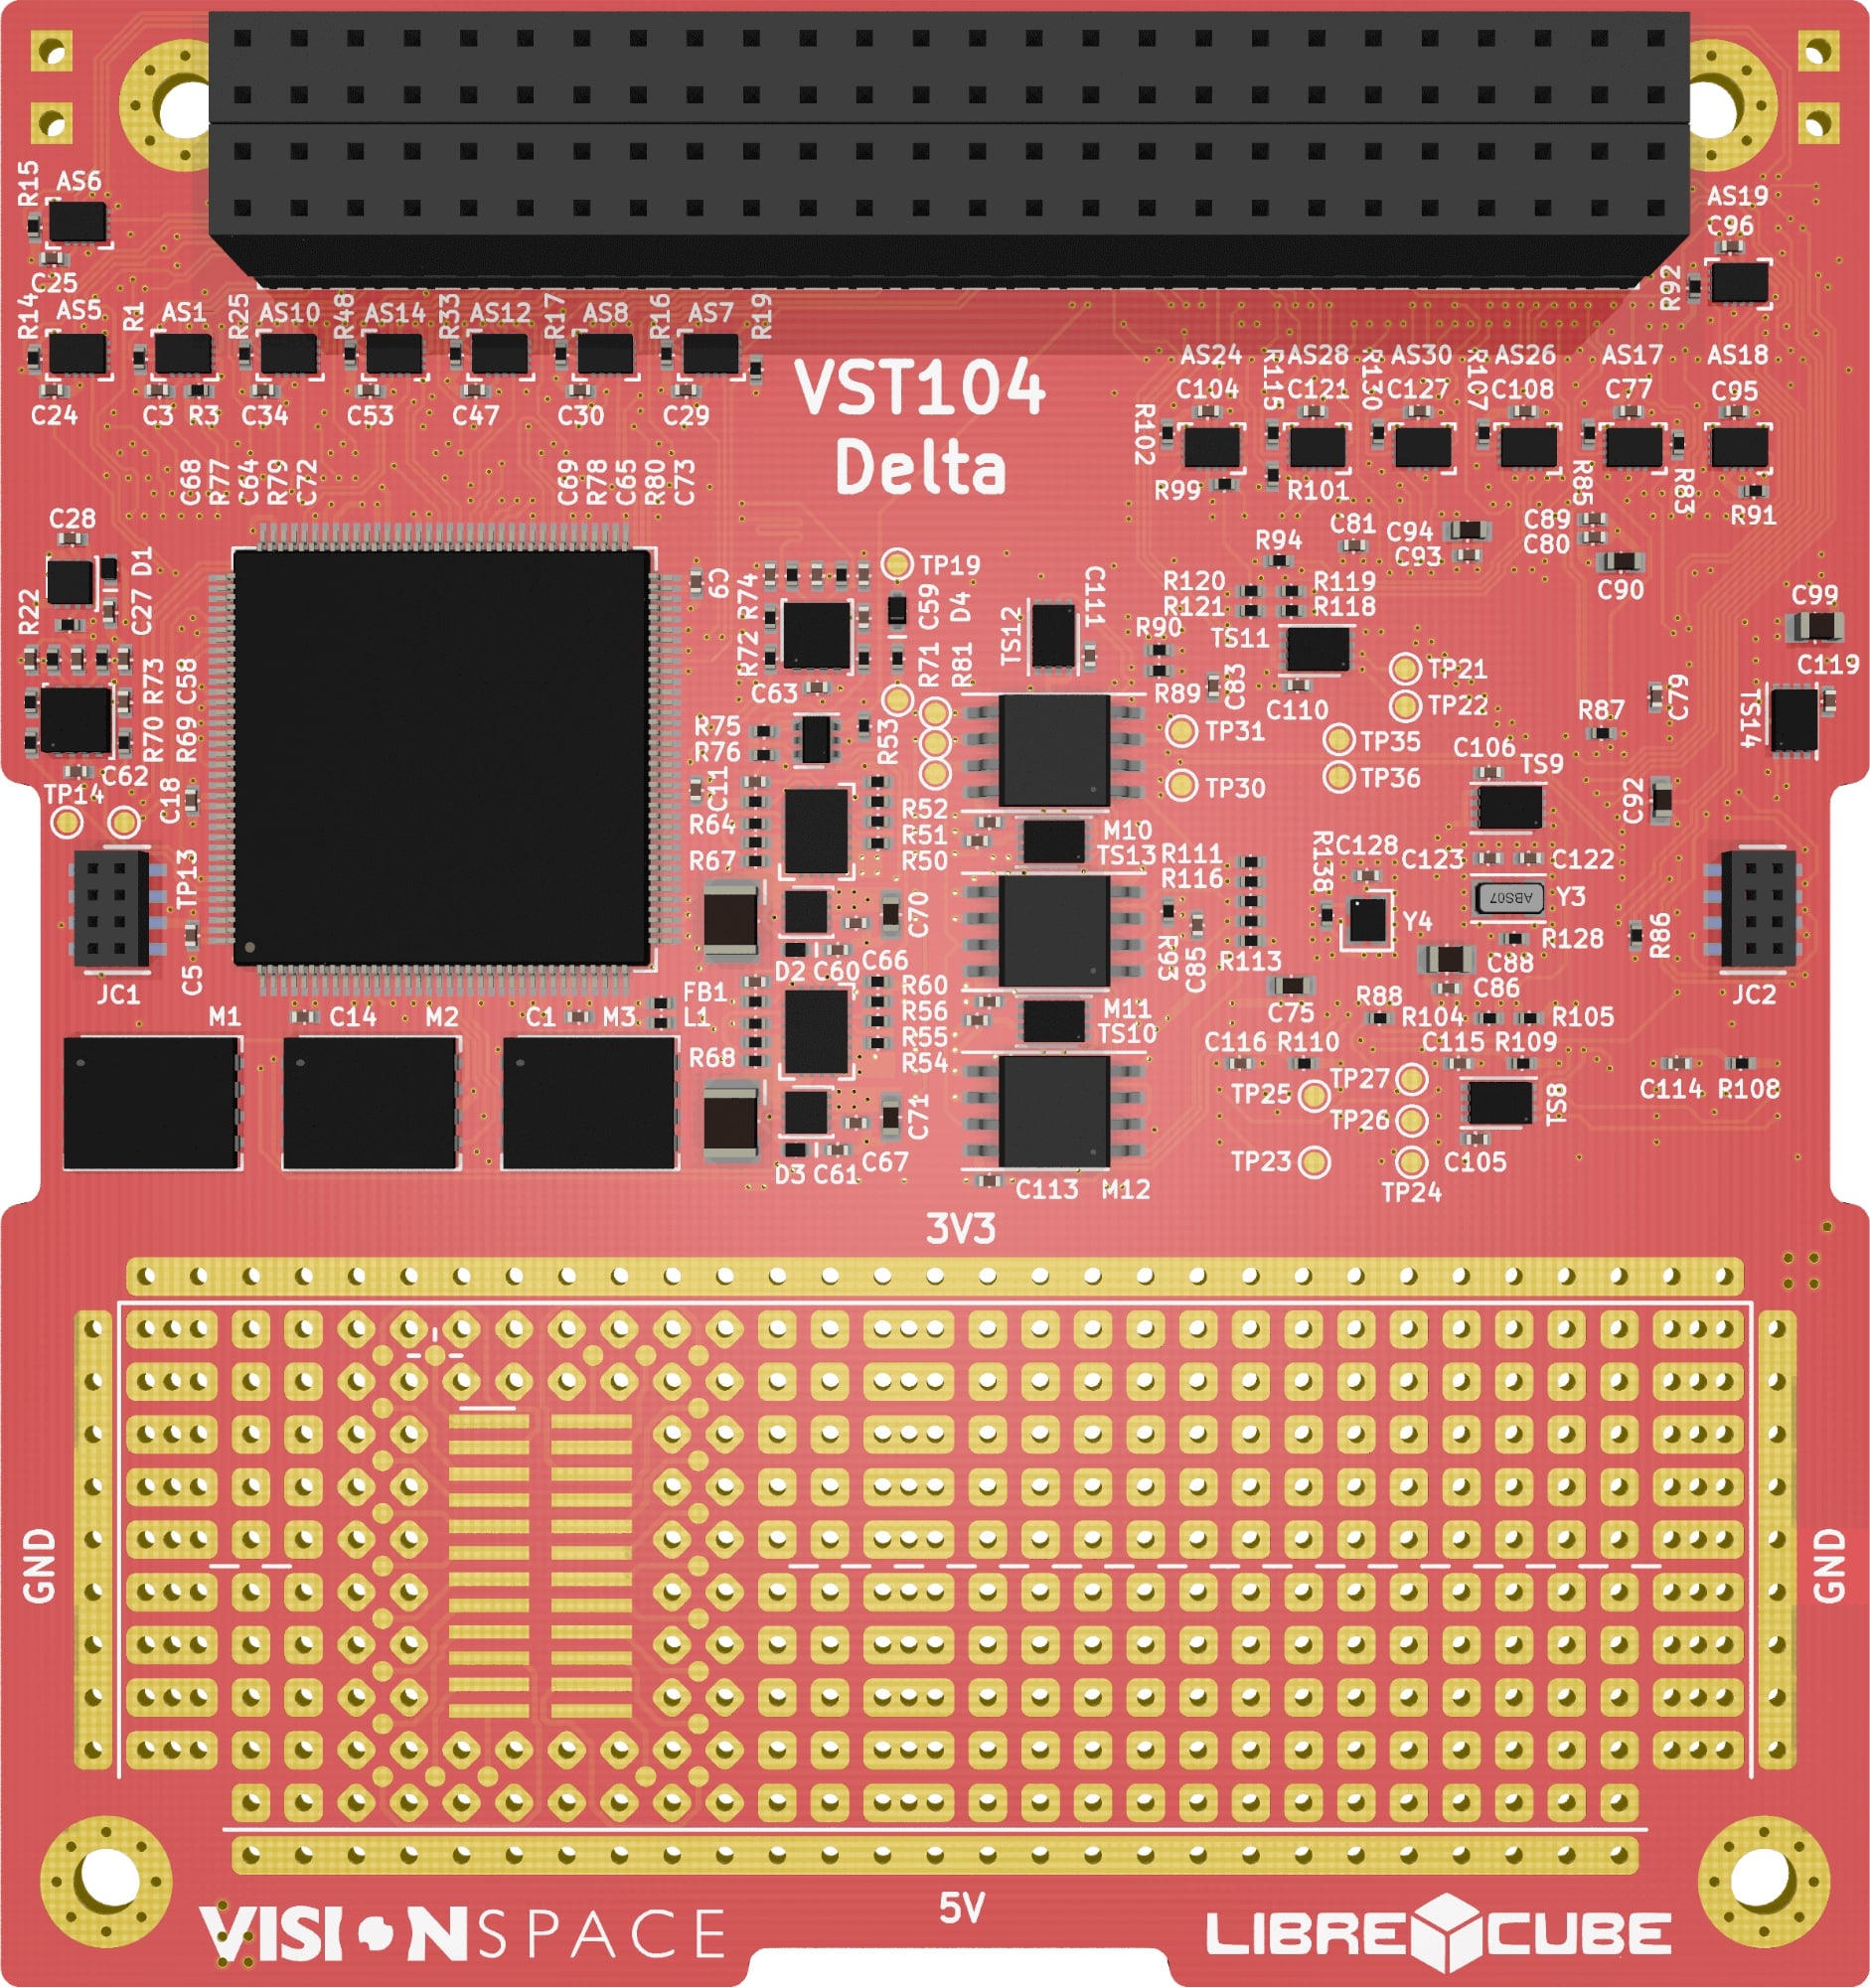 R15
AS6
C25
AS19
C96
R92
R14
AS5
R1
AS1
R25
AS10
R48
AS14
R33
AS12
R17
AS8
R16
AS7
R19
C24
C3
R3
C34
C53
C47
C30
C29
VST104
Delta
AS24
R115
AS28
R130
AS30
R107
AS26
AS17
AS18
C104
C121
C127
C108
C77
C95
R102
R99
R101
R85
R83
R91
C68
R77
C64
R79
C72
C69
R78
C65
R80
C73
C28
D1
R22
C27
C9
R74
TP19
C59
D4
C111
R94
C81
C94
C93
C89
C80
C90
R120
R121
R119
R118
TS12
R90
TS11
C99
C119
R73
C58
R72
C63
R71
R81
R89
C83
C110
TP21
TP22
C79
TS14
R87
R70
R69
C62
TP14
C18
R75
R76
C11
R53
TP31
TP30
TP35
TP36
C106
TS9
C92
R64
R67
R52
R51
R50
M10
TS13
R111
R116
R138
C128
C123
C122
TP13
C70
Y4
ABS07
Y3
R128
R86
JC1
C5
D2
C60
C66
R93
C85
R113
C88
C86
JC2
M1
C14
M2
C1
M3
FB1
L1
R68
R60
R56
R55
R54
M11
TS10
C75
R88
R104
R105
C116
R110
C115
R109
C114
R108
TP25
TP27
TP26
TS8
TP23
TP24
C105
D3
C61
C67
C71
C113
M12
3V3
GND
GND
5V
VISIONSPACE
LIBRECUBE